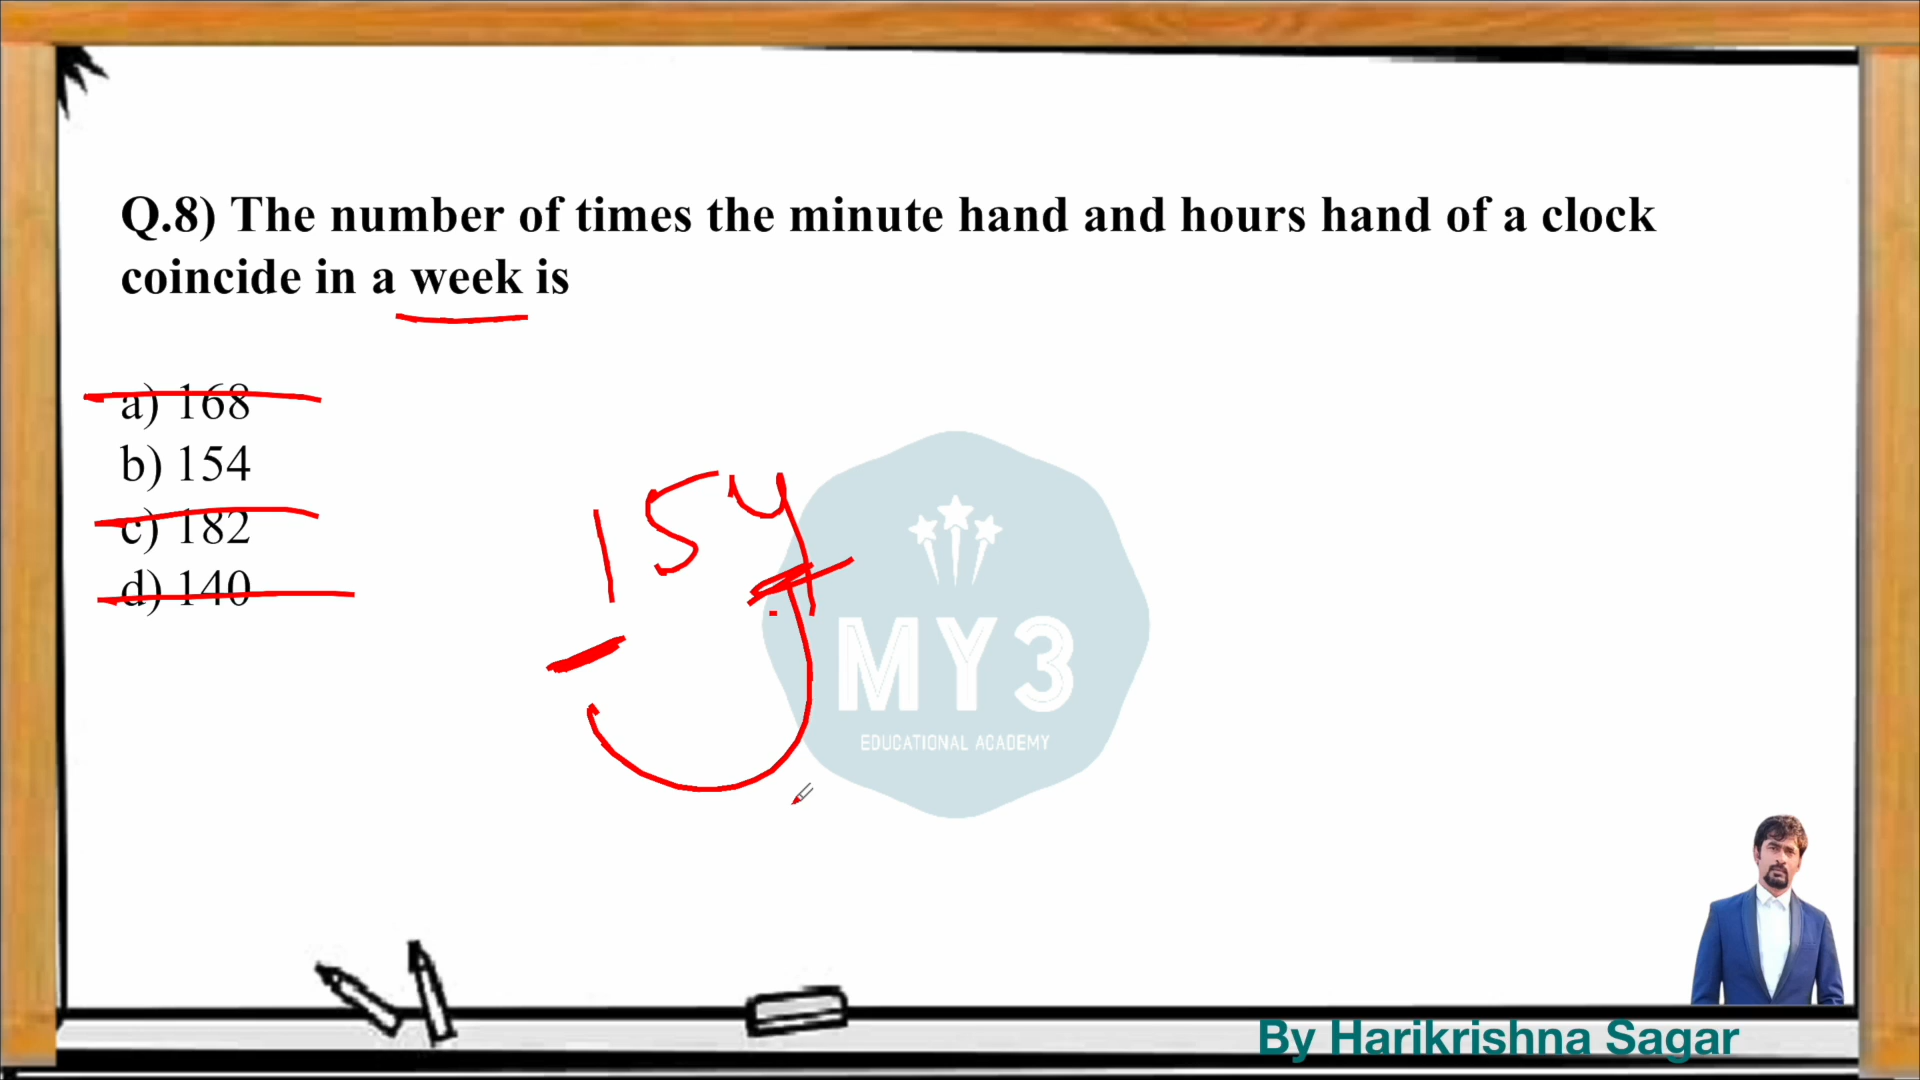 Q.8) The number of times the minute hand and hours hand of a clock
coincide in a week is
a) 168
b) 154
c) 182
d) 140
154
MY3
EDUCATIONAL ACADEMY
By Harikrishna Sagar